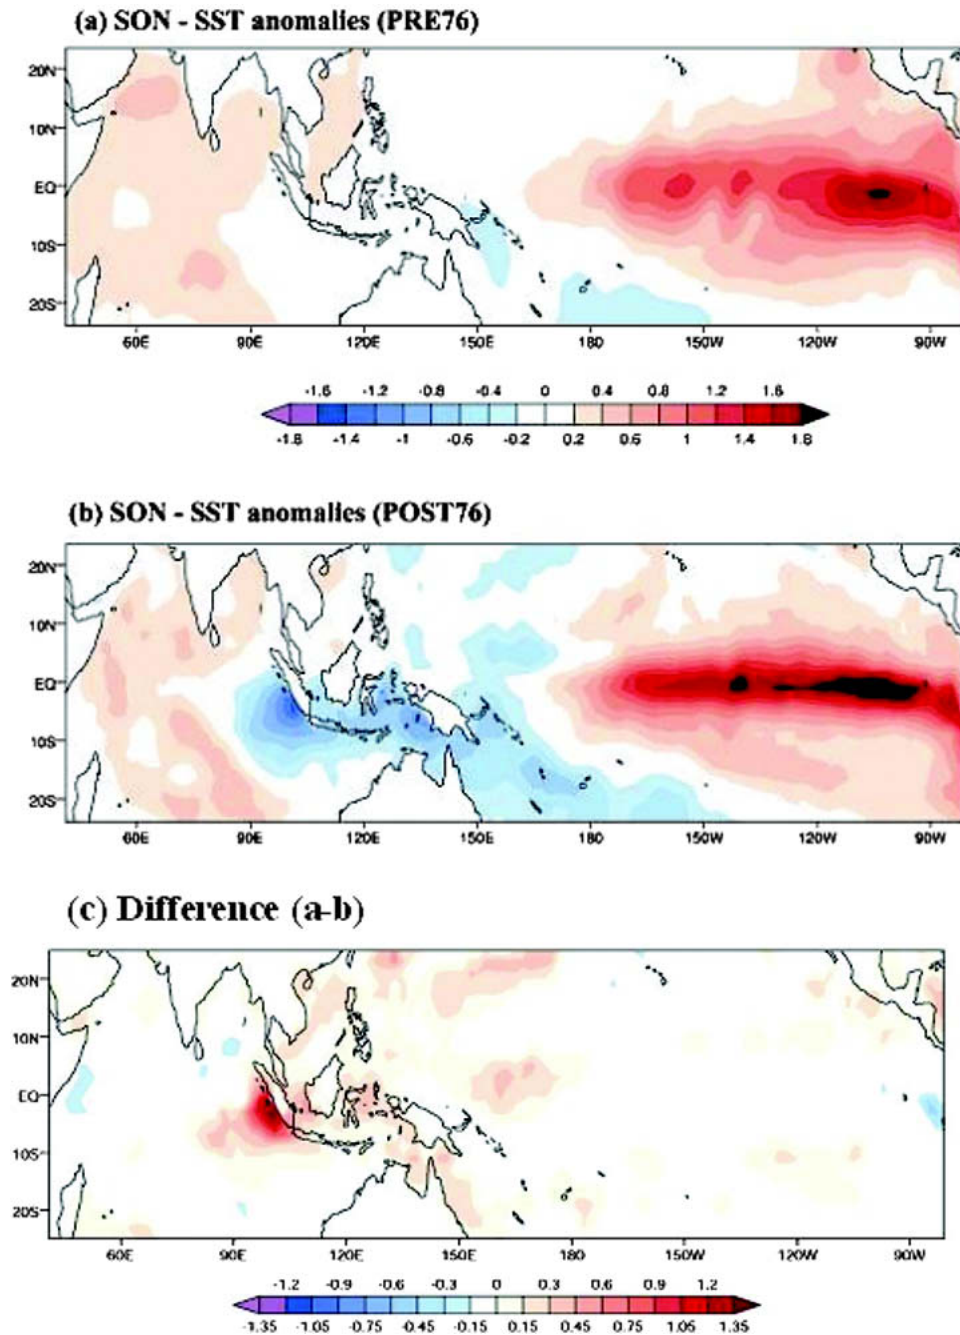 (a) SON - SST anomalies (PRE76)
20N
10N
EQ
10S
20S
60E 90E 120E 150E 180 150W 120W 90W
-1.6 -1.2 -0.8 -0.4 0 0.4 0.8 1.2 1.6
-1.8 -1.4 -1 -0.6 -0.2 0.2 0.6 1 1.4 1.8
(b) SON - SST anomalies (POST76)
20N
10N
EQ
10S
20S
60E 90E 120E 150E 180 150W 120W 90W
(c) Difference (a-b)
20N
10N
EQ
10S
20S
60E 90E 120E 150E 180 150W 120W 90W
-1.2 -0.9 -0.6 -0.3 0 0.3 0.6 0.9 1.2
-1.35 -1.05 -0.75 -0.45 -0.15 0.15 0.45 0.75 1.05 1.35